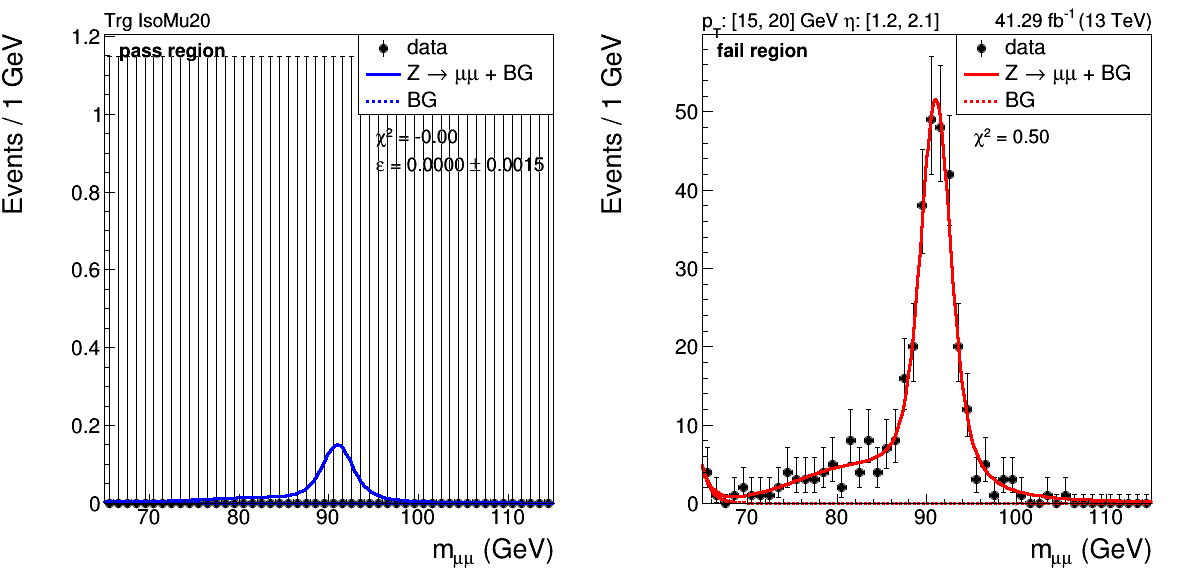 Trg IsoMu20
pass region
data
Z → μμ + BG
BG
χ² = -0.00
ε = 0.0000 ± 0.0015
Events / 1 GeV
1.2
1
0.8
0.6
0.4
0.2
0
70 80 90 100 110
mμμ (GeV)
pT: [15, 20] GeV η: [1.2, 2.1] 41.29 fb⁻¹ (13 TeV)
fail region
data
Z → μμ + BG
BG
χ² = 0.50
Events / 1 GeV
50
40
30
20
10
0
70 80 90 100 110
mμμ (GeV)